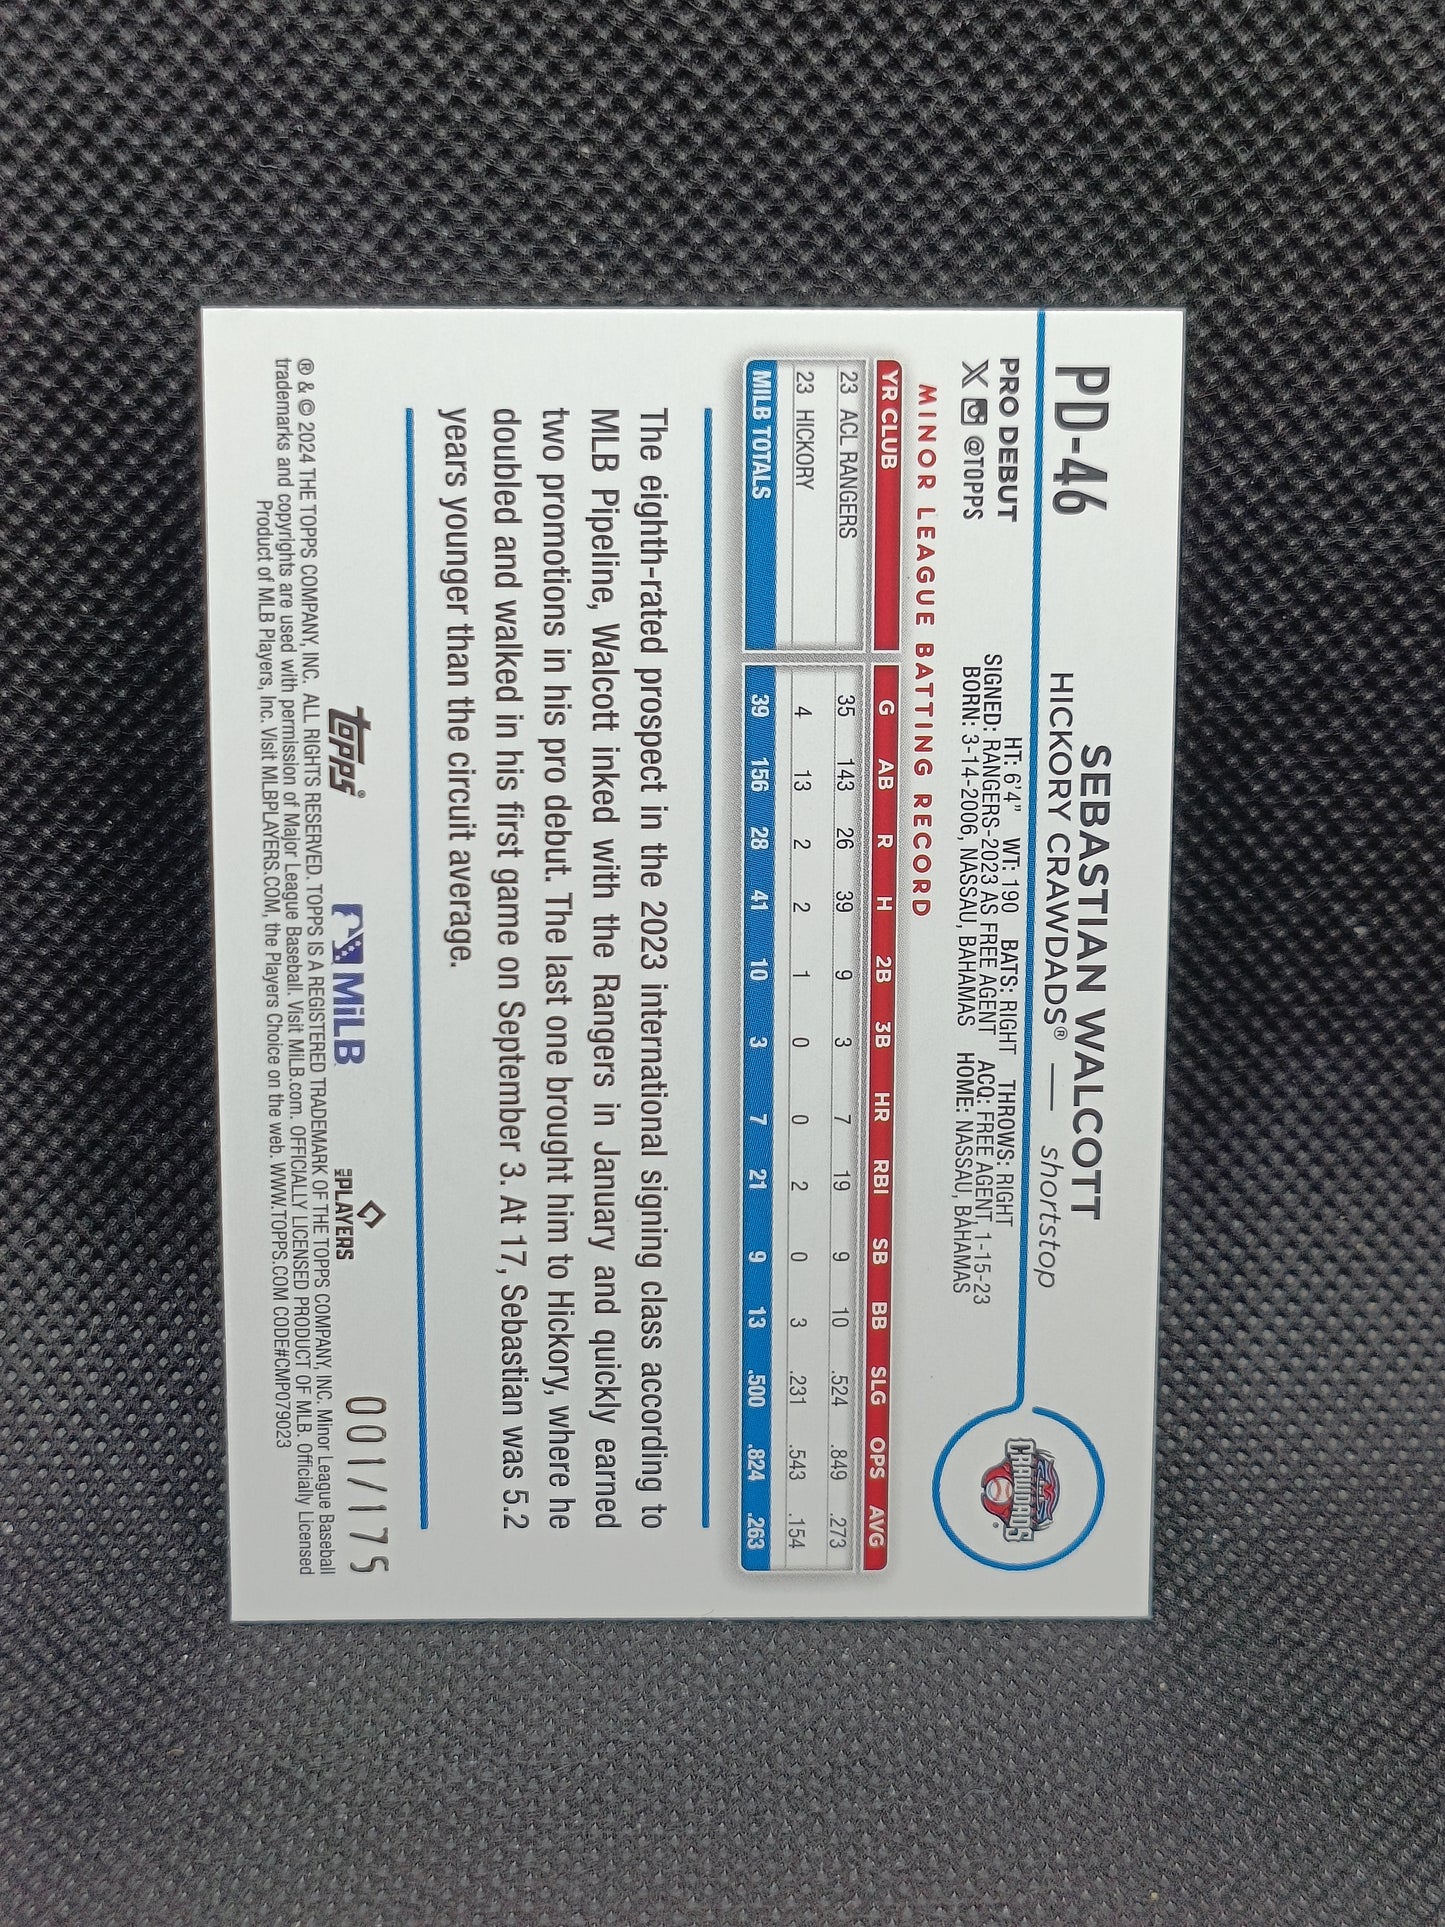 PD-46
SEBASTIAN WALCOTT
HICKORY CRAWDADS® — shortstop
CRAWDADS
PRO DEBUT
X @TOPPS
HT: 6'4" WT: 190 BATS: RIGHT THROWS: RIGHT
SIGNED: RANGERS-2023 AS FREE AGENT ACQ: FREE AGENT, 1-15-23
BORN: 3-14-2006, NASSAU, BAHAMAS HOME: NASSAU, BAHAMAS
MINOR LEAGUE BATTING RECORD
YR CLUB G AB R H 2B 3B HR RBI SB BB SLG OPS AVG
23 ACL RANGERS 35 143 26 39 9 3 7 19 9 10 .524 .849 .273
23 HICKORY 4 13 2 2 1 0 0 2 0 3 .231 .543 .154
MILB TOTALS 39 156 28 41 10 3 7 21 9 13 .500 .824 .263
The eighth-rated prospect in the 2023 international signing class according to
MLB Pipeline, Walcott inked with the Rangers in January and quickly earned
two promotions in his pro debut. The last one brought him to Hickory, where he
doubled and walked in his first game on September 3. At 17, Sebastian was 5.2
years younger than the circuit average.
topps® MiLB MLB PLAYERS 001/175
® & © 2024 THE TOPPS COMPANY, INC. ALL RIGHTS RESERVED. TOPPS IS A REGISTERED TRADEMARK OF THE TOPPS COMPANY, INC. Minor League Baseball
trademarks and copyrights are used with permission of Major League Baseball. Visit MiLB.com. OFFICIALLY LICENSED PRODUCT OF MLB. Officially Licensed
Product of MLB Players, Inc. Visit MLBPLAYERS.COM, the Players Choice on the web. WWW.TOPPS.COM CODE#CMP079023